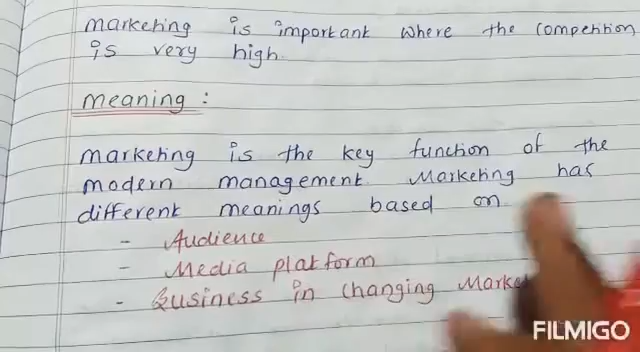 marketing is important where the competition
is very high.
meaning :
marketing is the key function of the
modern management. Marketing has
different meanings based on
- Audience
- Media platform
- Business in changing
FILMIGO